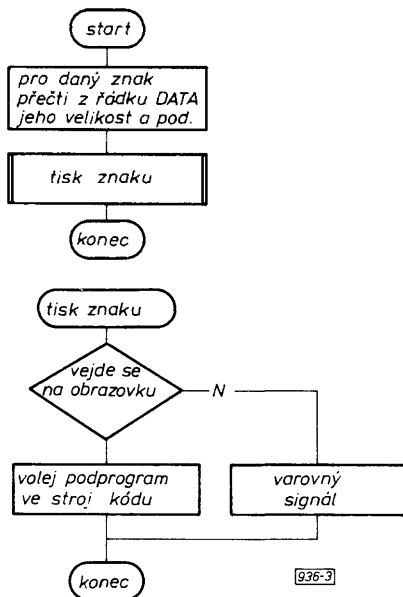 start
pro daný znak
přečti z řádku DATA
jeho velikost a pod.
tisk znaku
konec
tisk znaku
vejde se
na obrazovku
N
volej podprogram
ve stroj kódu
varovný
signál
konec
936-3